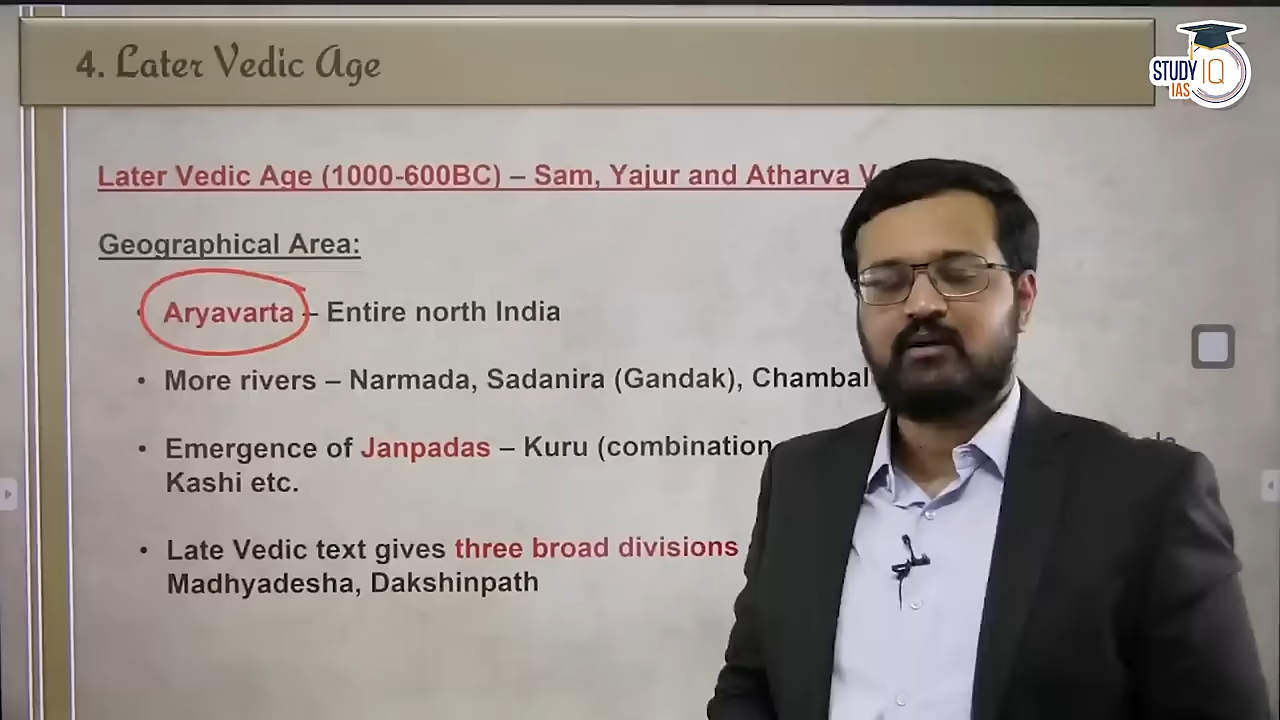 4. Later Vedic Age
STUDY IQ
IAS
Later Vedic Age (1000-600BC) – Sam, Yajur and Atharva
Geographical Area:
• Aryavarta – Entire north India
• More rivers – Narmada, Sadanira (Gandak), Chambal
• Emergence of Janpadas – Kuru (combination
Kashi etc.
• Late Vedic text gives three broad divisions
Madhyadesha, Dakshinpath